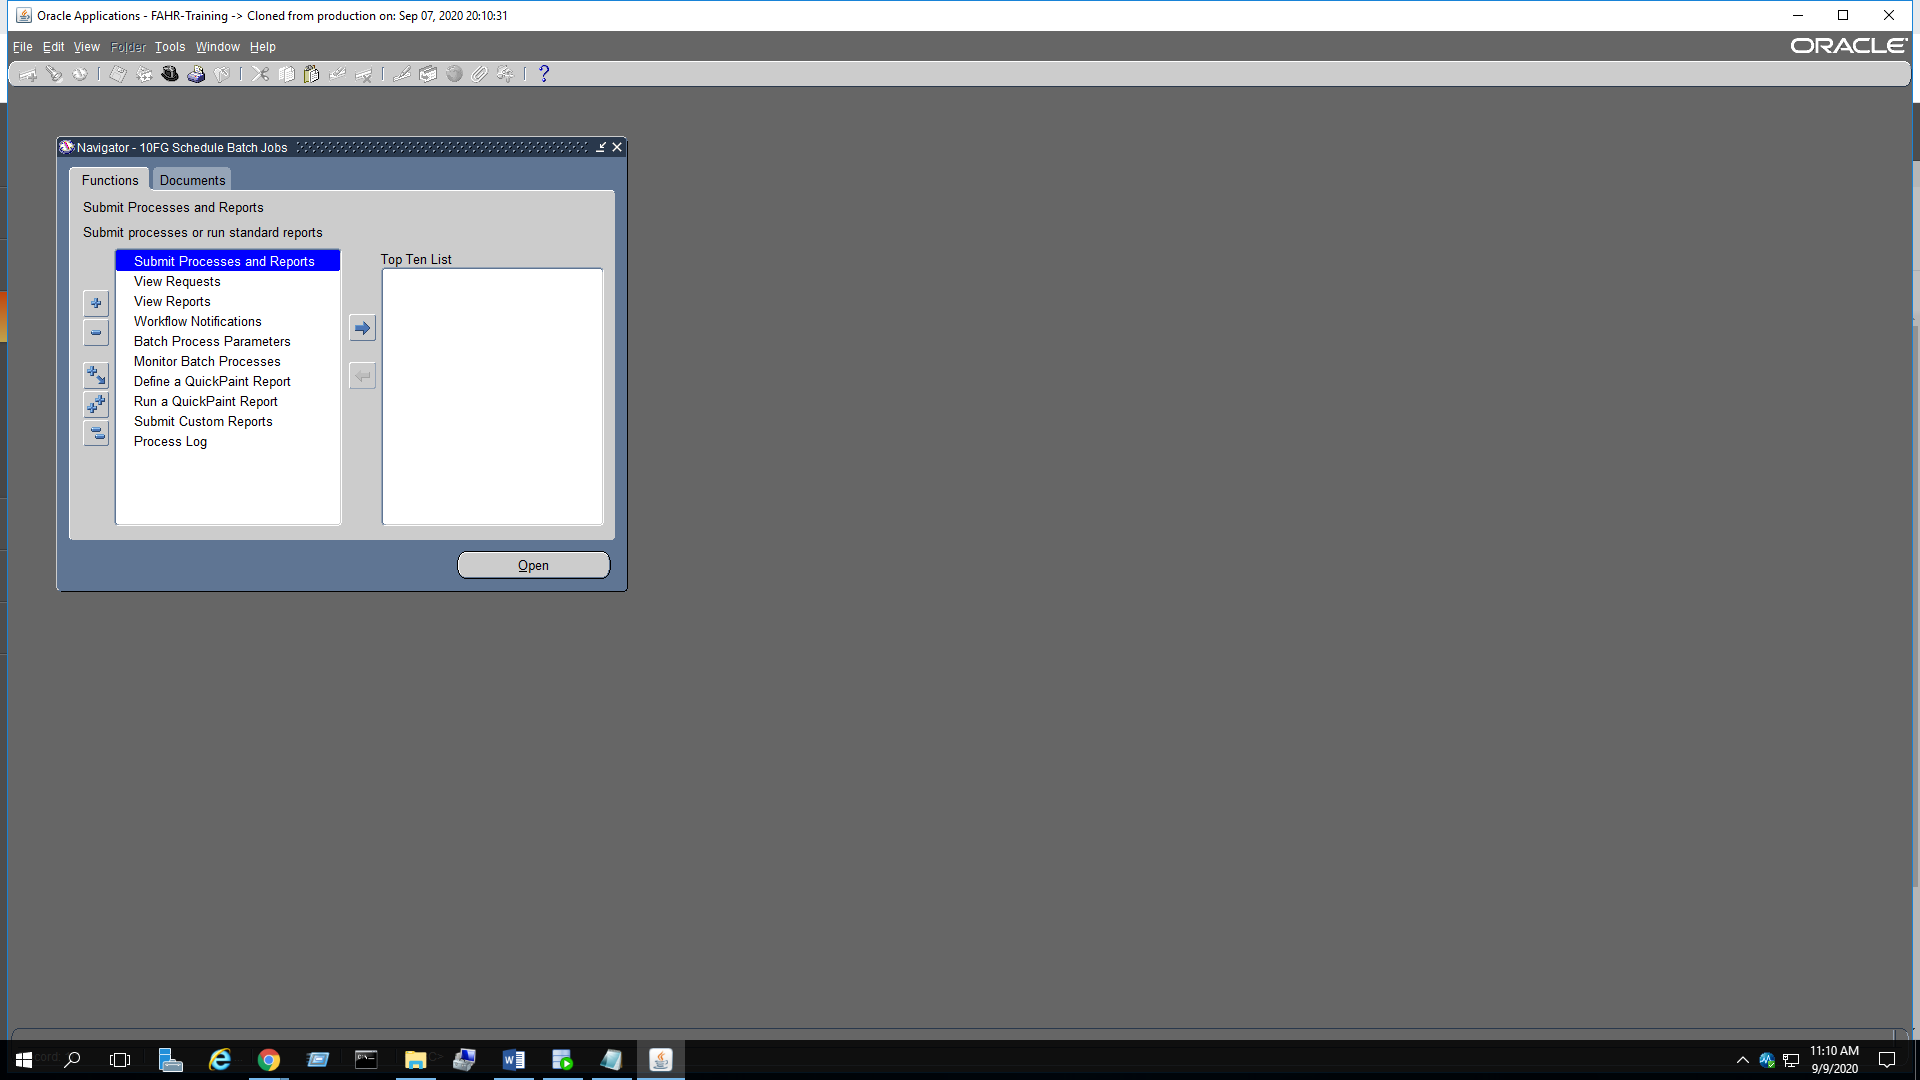 Oracle Applications - FAHR-Training -> Cloned from production on: Sep 07, 2020 20:10:31
File Edit View Folder Tools Window Help
ORACLE
Navigator - 10FG Schedule Batch Jobs
Functions Documents
Submit Processes and Reports
Submit processes or run standard reports
Top Ten List
Submit Processes and Reports
View Requests
View Reports
Workflow Notifications
Batch Process Parameters
Monitor Batch Processes
Define a QuickPaint Report
Run a QuickPaint Report
Submit Custom Reports
Process Log
Open
11:10 AM
9/9/2020